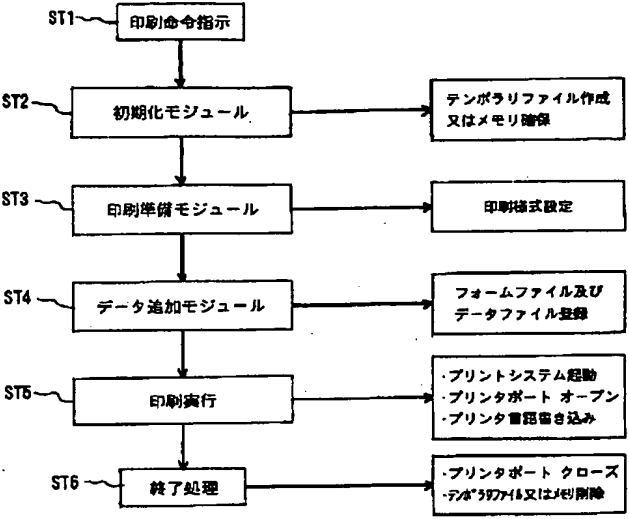 ST1
印刷命令指示
ST2
初期化モジュール
テンポラリファイル作成
又はメモリ確保
ST3
印刷準備モジュール
印刷様式設定
ST4
データ追加モジュール
フォームファイル及び
データファイル登録
ST5
印刷実行
・プリントシステム起動
・プリンタポート オープン
・プリンタ言語書き込み
ST6
終了処理
・プリンタポート クローズ
・テンポラリファイル又はメモリ削除